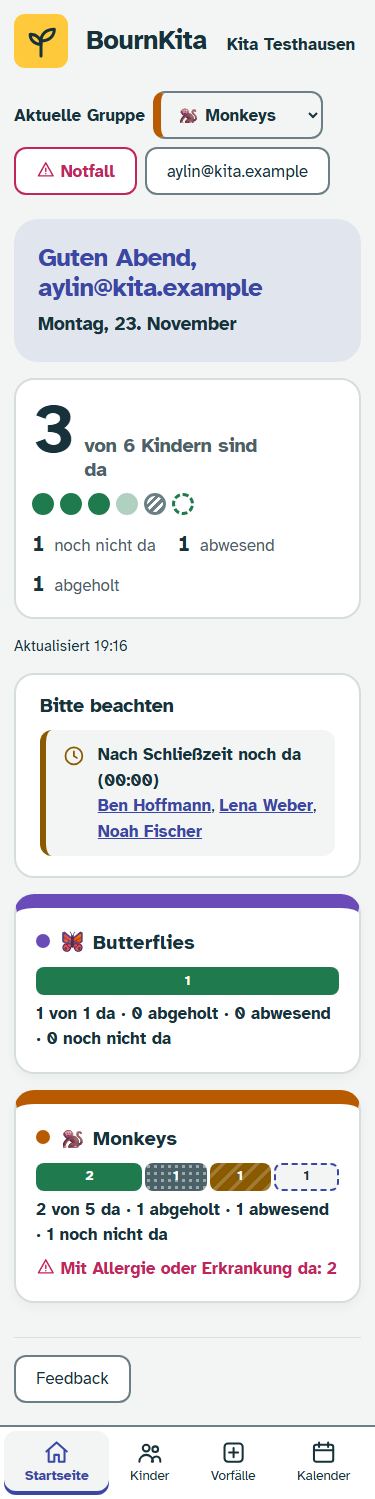 BournKita Kita Testhausen
Aktuelle Gruppe Monkeys
Notfall aylin@kita.example
Guten Abend,
aylin@kita.example
Montag, 23. November
3 von 6 Kindern sind
da
1 noch nicht da 1 abwesend
1 abgeholt
Aktualisiert 19:16
Bitte beachten
Nach Schließzeit noch da
(00:00)
Ben Hoffmann, Lena Weber,
Noah Fischer
Butterflies
1
1 von 1 da · 0 abgeholt · 0 abwesend
· 0 noch nicht da
Monkeys
2 1 1 1
2 von 5 da · 1 abgeholt · 1 abwesend
· 1 noch nicht da
Mit Allergie oder Erkrankung da: 2
Feedback
Startseite Kinder Vorfälle Kalender